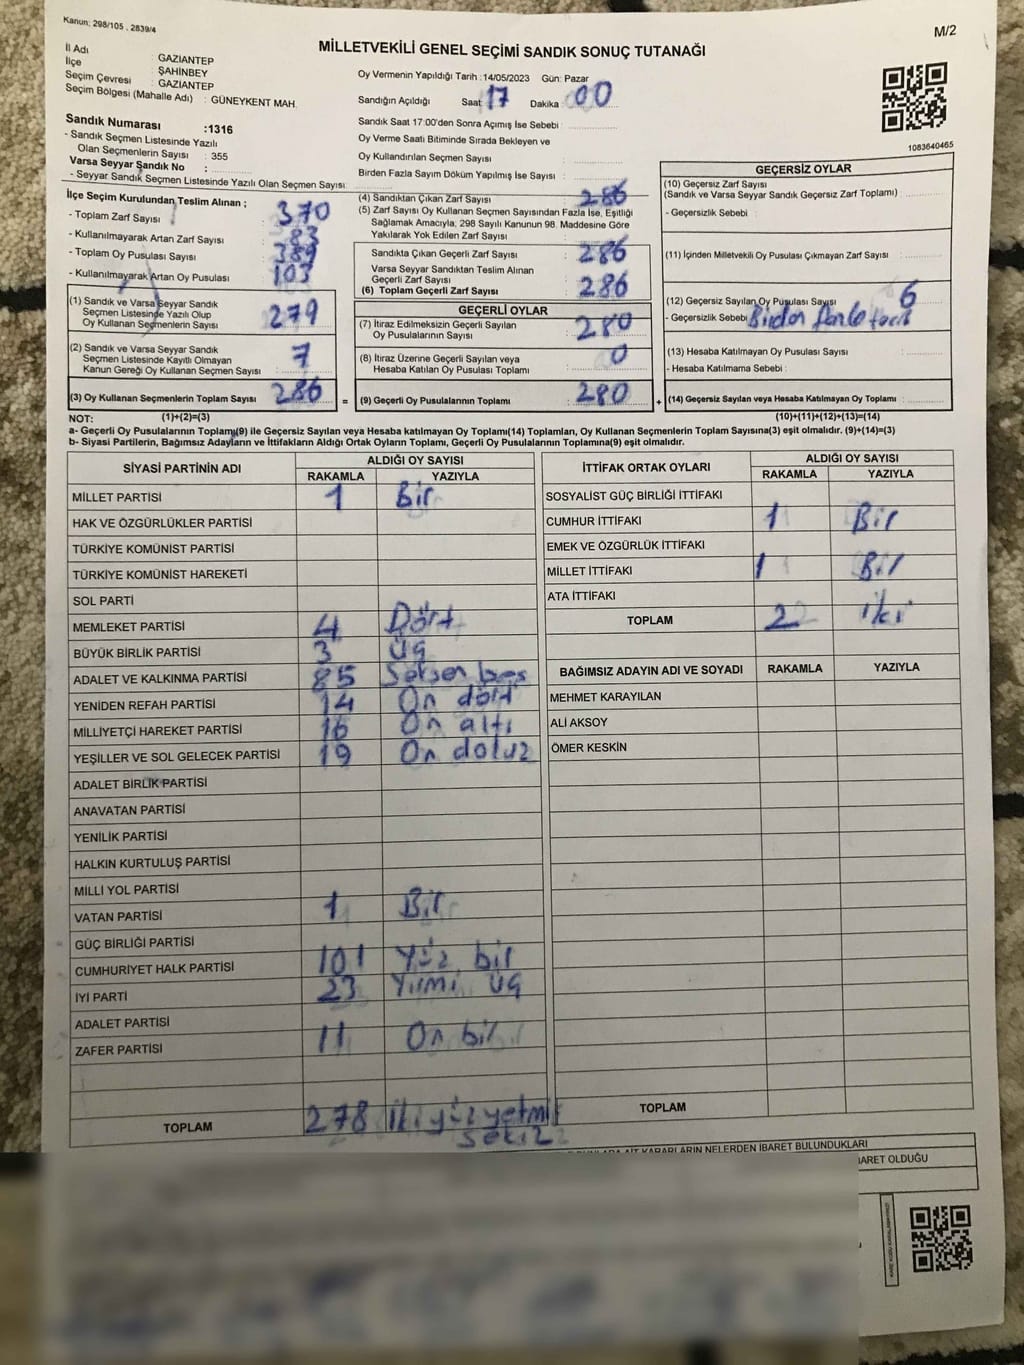 Kanun: 298/105 , 2839/4
M/2
MİLLETVEKİLİ GENEL SEÇİMİ SANDIK SONUÇ TUTANAĞI
İl Adı : GAZİANTEP
İlçe : ŞAHİNBEY
Seçim Çevresi : GAZİANTEP
Seçim Bölgesi (Mahalle Adı) : GÜNEYKENT MAH.
Sandık Numarası :1316
- Sandık Seçmen Listesinde Yazılı
Olan Seçmenlerin Sayısı : 355
Varsa Seyyar Sandık No :
- Seyyar Sandık Seçmen Listesinde Yazılı Olan Seçmen Sayısı:
Oy Vermenin Yapıldığı Tarih :14/05/2023 Gün: Pazar
Sandığın Açıldığı Saat: 17 Dakika : 00
Sandık Saat 17:00'den Sonra Açımış İse Sebebi :
Oy Verme Saati Bitiminde Sırada Bekleyen ve
Oy Kullandırılan Seçmen Sayısı :
Birden Fazla Sayım Döküm Yapılmış İse Sayısı :
1083640465
İlçe Seçim Kurulundan Teslim Alınan ;
- Toplam Zarf Sayısı : 370
- Kullanılmayarak Artan Zarf Sayısı : 83
- Toplam Oy Pusulası Sayısı : 389
- Kullanılmayarak Artan Oy Pusulası : 103
(1) Sandık ve Varsa Seyyar Sandık
Seçmen Listesinde Yazılı Olup
Oy Kullanan Seçmenlerin Sayısı : 279
(2) Sandık ve Varsa Seyyar Sandık
Seçmen Listesinde Kayıtlı Olmayan
Kanun Gereği Oy Kullanan Seçmen Sayısı : 7
(3) Oy Kullanan Seçmenlerin Toplam Sayısı : 286
(4) Sandıktan Çıkan Zarf Sayısı : 286
(5) Zarf Sayısı Oy Kullanan Seçmen Sayısından Fazla İse, Eşitliği
Sağlamak Amacıyla; 298 Sayılı Kanunun 98. Maddesine Göre
Yakılarak Yok Edilen Zarf Sayısı :
Sandıkta Çıkan Geçerli Zarf Sayısı : 286
Varsa Seyyar Sandıktan Teslim Alınan
Geçerli Zarf Sayısı :
(6) Toplam Geçerli Zarf Sayısı : 286
GEÇERLİ OYLAR
(7) İtiraz Edilmeksizin Geçerli Sayılan
Oy Pusulalarının Sayısı : 280
(8) İtiraz Üzerine Geçerli Sayılan veya
Hesaba Katılan Oy Pusulası Toplamı : 0
= (9) Geçerli Oy Pusulalarının Toplamı : 280
GEÇERSİZ OYLAR
(10) Geçersiz Zarf Sayısı
(Sandık ve Varsa Seyyar Sandık Geçersiz Zarf Toplamı) :
- Geçersizlik Sebebi :
(11) İçinden Milletvekili Oy Pusulası Çıkmayan Zarf Sayısı :
(12) Geçersiz Sayılan Oy Pusulası Sayısı : 6
- Geçersizlik Sebebi : Birden
(13) Hesaba Katılmayan Oy Pusulası Sayısı :
- Hesaba Katılmama Sebebi :
+ (14) Geçersiz Sayılan veya Hesaba Katılmayan Oy Toplamı :
NOT: (1)+(2)=(3) (10)+(11)+(12)+(13)=(14)
a- Geçerli Oy Pusulalarının Toplamı(9) ile Geçersiz Sayılan veya Hesaba katılmayan Oy Toplamı(14) Toplamları, Oy Kullanan Seçmenlerin Toplam Sayısına(3) eşit olmalıdır. (9)+(14)=(3)
b- Siyasi Partilerin, Bağımsız Adayların ve İttifakların Aldığı Ortak Oyların Toplamı, Geçerli Oy Pusulalarının Toplamına(9) eşit olmalıdır.
SİYASİ PARTİNİN ADI ALDIĞI OY SAYISI
RAKAMLA YAZIYLA
MİLLET PARTİSİ 1 Bir
HAK VE ÖZGÜRLÜKLER PARTİSİ
TÜRKİYE KOMÜNİST PARTİSİ
TÜRKİYE KOMÜNİST HAREKETİ
SOL PARTİ
MEMLEKET PARTİSİ 4 Dört
BÜYÜK BİRLİK PARTİSİ 3 Üç
ADALET VE KALKINMA PARTİSİ 85 Seksen beş
YENİDEN REFAH PARTİSİ 14 On dört
MİLLİYETÇİ HAREKET PARTİSİ 16 On altı
YEŞİLLER VE SOL GELECEK PARTİSİ 19 On dokuz
ADALET BİRLİK PARTİSİ
ANAVATAN PARTİSİ
YENİLİK PARTİSİ
HALKIN KURTULUŞ PARTİSİ
MİLLİ YOL PARTİSİ
VATAN PARTİSİ 1 Bir
GÜÇ BİRLİĞİ PARTİSİ
CUMHURİYET HALK PARTİSİ 101 Yüz bir
İYİ PARTİ 23 Yirmi üç
ADALET PARTİSİ
ZAFER PARTİSİ 11 On bir
TOPLAM 278 iki yüz yetmiş
sekiz
İTTİFAK ORTAK OYLARI ALDIĞI OY SAYISI
RAKAMLA YAZIYLA
SOSYALİST GÜÇ BİRLİĞİ İTTİFAKI
CUMHUR İTTİFAKI 1 Bir
EMEK VE ÖZGÜRLÜK İTTİFAKI
MİLLET İTTİFAKI 1 Bir
ATA İTTİFAKI
TOPLAM 2 iki
BAĞIMSIZ ADAYIN ADI VE SOYADI RAKAMLA YAZIYLA
MEHMET KARAYILAN
ALİ AKSOY
ÖMER KESKİN
TOPLAM
AİT KARARLARIN NELERDEN İBARET BULUNDUKLARI
İBARET OLDUĞU